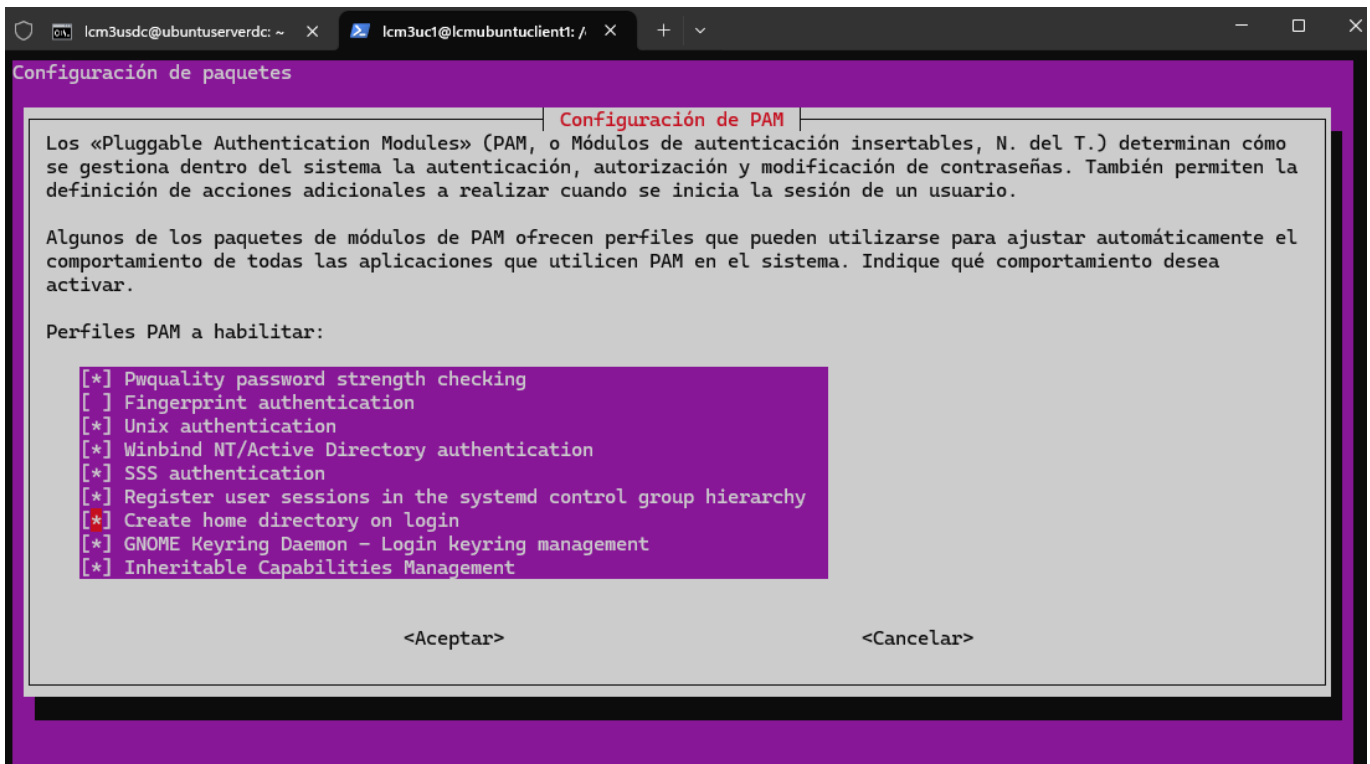 lcm3usdc@ubuntuserverdc: ~
lcm3uc1@lcmubuntuclient1: /
Configuración de paquetes
Configuración de PAM
Los «Pluggable Authentication Modules» (PAM, o Módulos de autenticación insertables, N. del T.) determinan cómo
se gestiona dentro del sistema la autenticación, autorización y modificación de contraseñas. También permiten la
definición de acciones adicionales a realizar cuando se inicia la sesión de un usuario.
Algunos de los paquetes de módulos de PAM ofrecen perfiles que pueden utilizarse para ajustar automáticamente el
comportamiento de todas las aplicaciones que utilicen PAM en el sistema. Indique qué comportamiento desea
activar.
Perfiles PAM a habilitar:
[*] Pwquality password strength checking
[ ] Fingerprint authentication
[*] Unix authentication
[*] Winbind NT/Active Directory authentication
[*] SSS authentication
[*] Register user sessions in the systemd control group hierarchy
[*] Create home directory on login
[*] GNOME Keyring Daemon - Login keyring management
[*] Inheritable Capabilities Management
<Aceptar> <Cancelar>